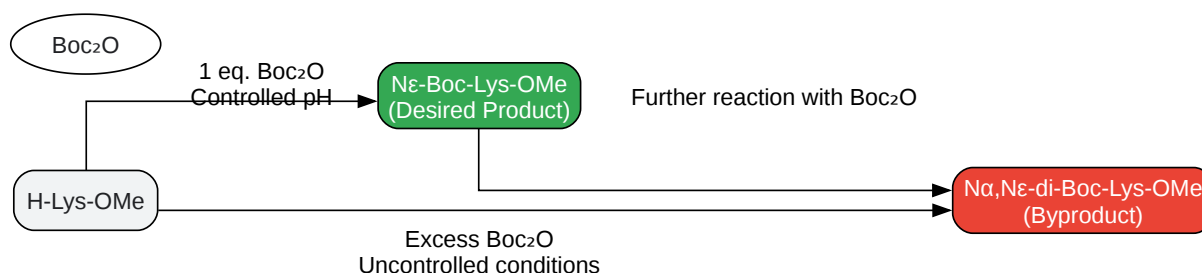 Boc₂O
1 eq. Boc₂O
Controlled pH
Nε-Boc-Lys-OMe
(Desired Product)
Further reaction with Boc₂O
H-Lys-OMe
Nα,Nε-di-Boc-Lys-OMe
(Byproduct)
Excess Boc₂O
Uncontrolled conditions